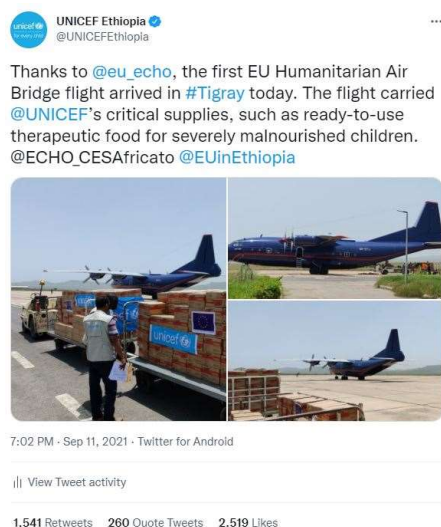 UNICEF Ethiopia
@UNICEFEthiopia
Thanks to @eu_echo, the first EU Humanitarian Air
Bridge flight arrived in #Tigray today. The flight carried
@UNICEF's critical supplies, such as ready-to-use
therapeutic food for severely malnourished children.
@ECHO_CESAfricato @EUinEthiopia
unicef
7:02 PM · Sep 11, 2021 · Twitter for Android
View Tweet activity
1,541 Retweets 260 Quote Tweets 2,519 Likes